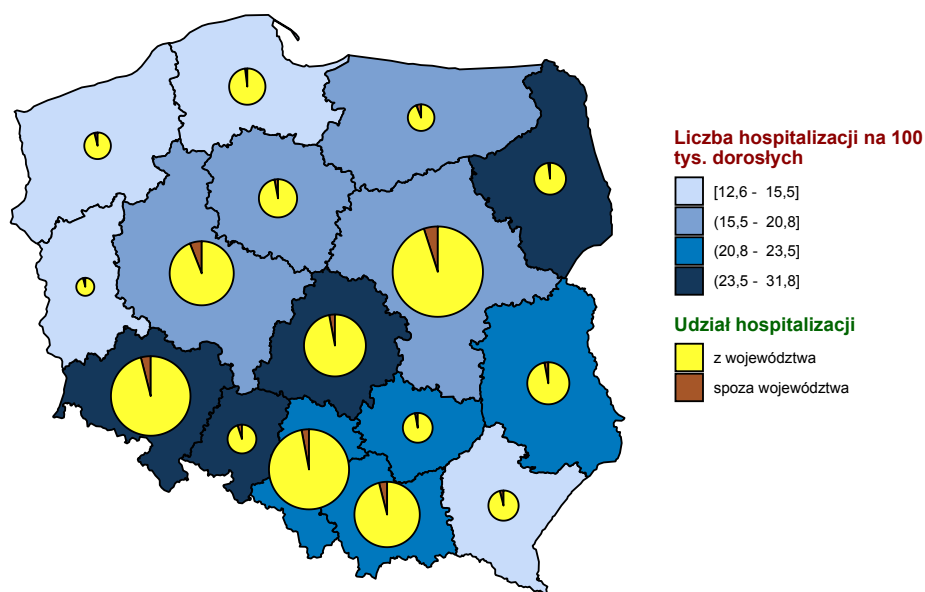 Liczba hospitalizacji na 100
tys. dorosłych
[12,6 - 15,5]
(15,5 - 20,8]
(20,8 - 23,5]
(23,5 - 31,8]
Udział hospitalizacji
z województwa
spoza województwa